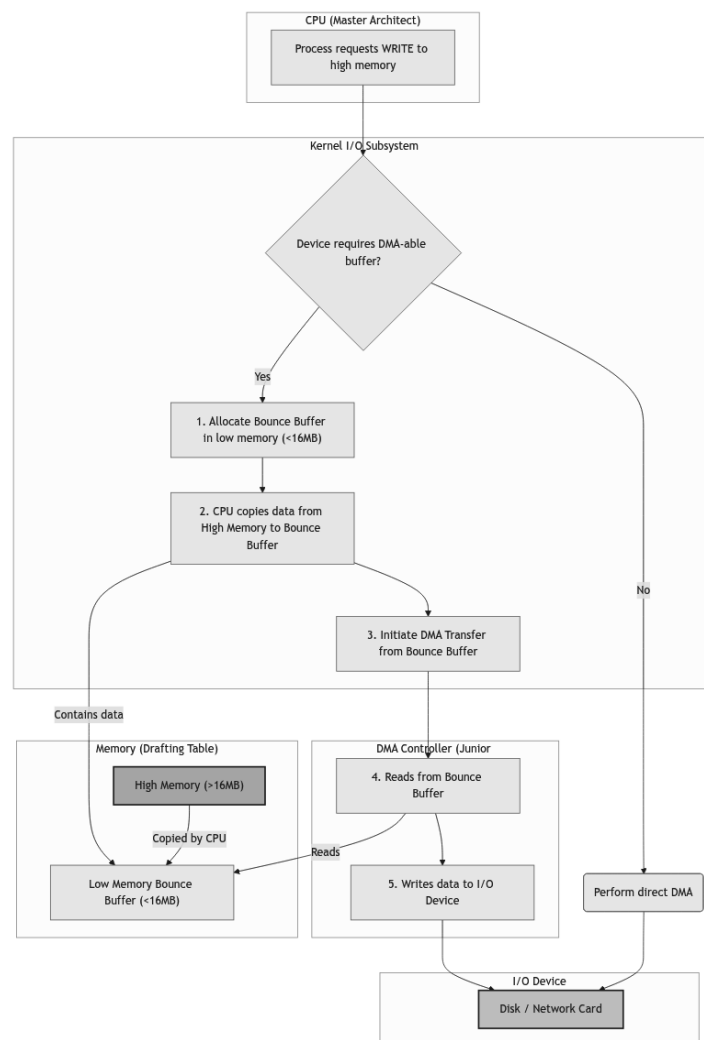 CPU (Master Architect)
Process requests WRITE to
high memory
Kernel I/O Subsystem
Device requires DMA-able
buffer?
Yes
1. Allocate Bounce Buffer
in low memory (<16MB)
2. CPU copies data from
High Memory to Bounce
Buffer
No
3. Initiate DMA Transfer
from Bounce Buffer
Contains data
Memory (Drafting Table)
DMA Controller (Junior
High Memory (>16MB)
4. Reads from Bounce
Buffer
Copied by CPU
Reads
Low Memory Bounce
Buffer (<16MB)
5. Writes data to I/O
Device
Perform direct DMA
I/O Device
Disk / Network Card